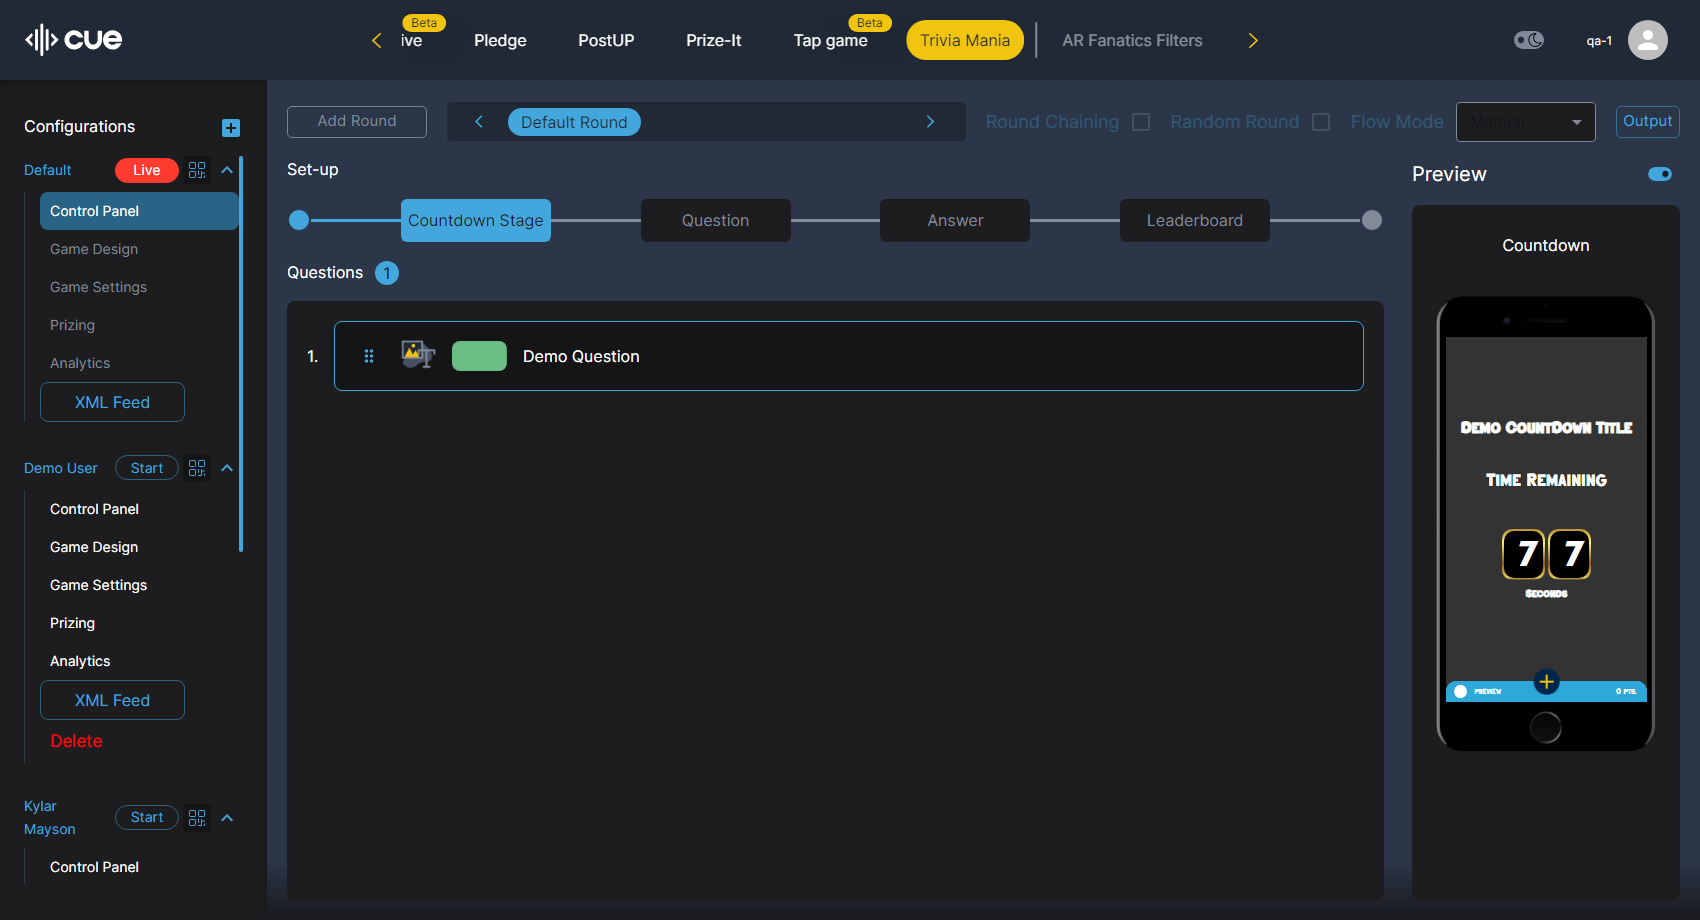 cue
Beta
ive
Pledge
PostUP
Prize-It
Beta
Tap game
Trivia Mania
AR Fanatics Filters
qa-1
Configurations
Default
Live
Control Panel
Game Design
Game Settings
Prizing
Analytics
XML Feed
Demo User
Start
Control Panel
Game Design
Game Settings
Prizing
Analytics
XML Feed
Delete
Kylar
Mayson
Start
Control Panel
Add Round
Default Round
Round Chaining
Random Round
Flow Mode
Manual
Output
Set-up
Countdown Stage
Question
Answer
Leaderboard
Questions
1
1.
Demo Question
Preview
Countdown
Demo CountDown Title
Time Remaining
7 7
Seconds
PREVIEW
0 PTS.